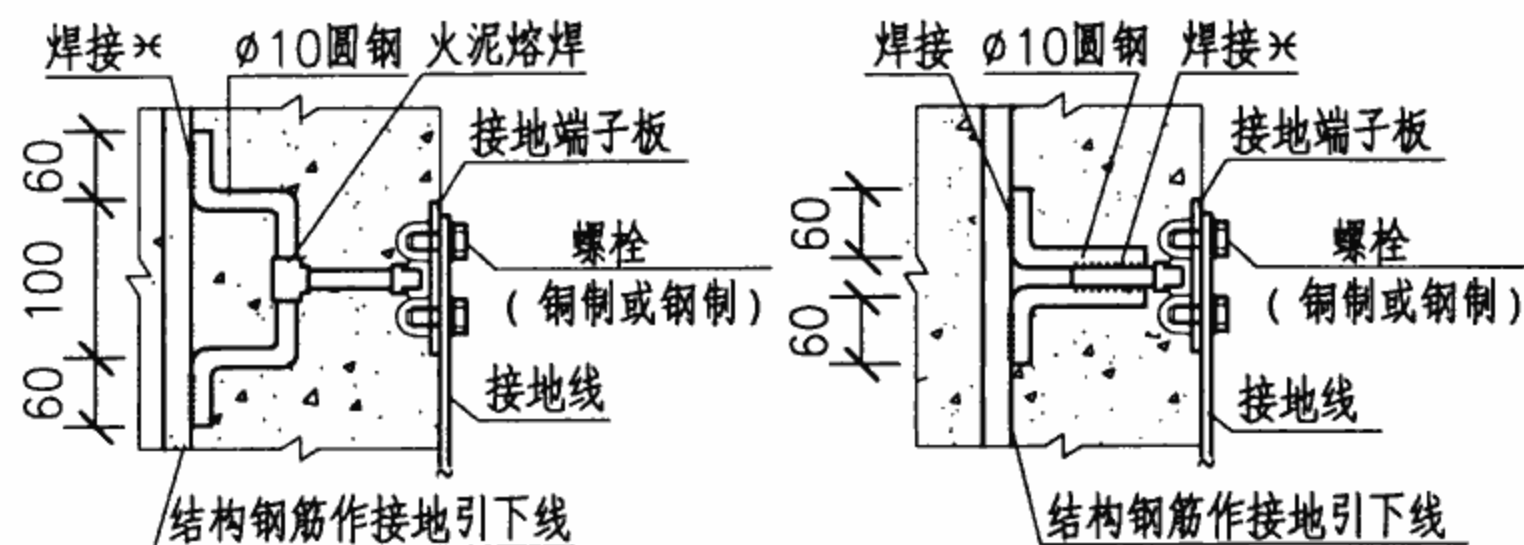 焊接⋊ ø10圆钢 火泥熔焊
接地端子板
60
100
60
螺栓
(铜制或钢制)
接地线
结构钢筋作接地引下线
焊接 ø10圆钢 焊接⋊
接地端子板
60
60
螺栓
(铜制或钢制)
接地线
结构钢筋作接地引下线